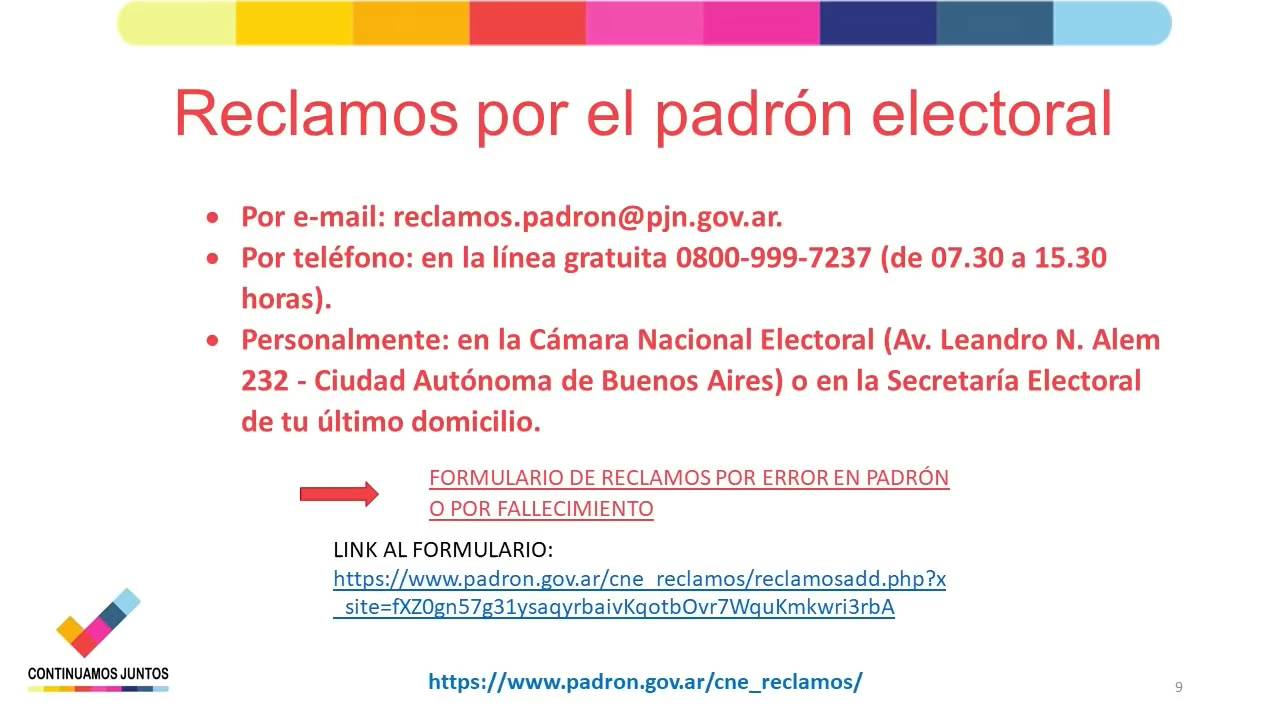 Reclamos por el padrón electoral
• Por e-mail: reclamos.padron@pjn.gov.ar.
• Por teléfono: en la línea gratuita 0800-999-7237 (de 07.30 a 15.30
horas).
• Personalmente: en la Cámara Nacional Electoral (Av. Leandro N. Alem
232 - Ciudad Autónoma de Buenos Aires) o en la Secretaría Electoral
de tu último domicilio.
FORMULARIO DE RECLAMOS POR ERROR EN PADRÓN
O POR FALLECIMIENTO
LINK AL FORMULARIO:
https://www.padron.gov.ar/cne_reclamos/reclamosadd.php?x
_site=fXZ0gn57g31ysaqyrbaivKqotbOvr7WquKmkwri3rbA
CONTINUAMOS JUNTOS
https://www.padron.gov.ar/cne_reclamos/
9